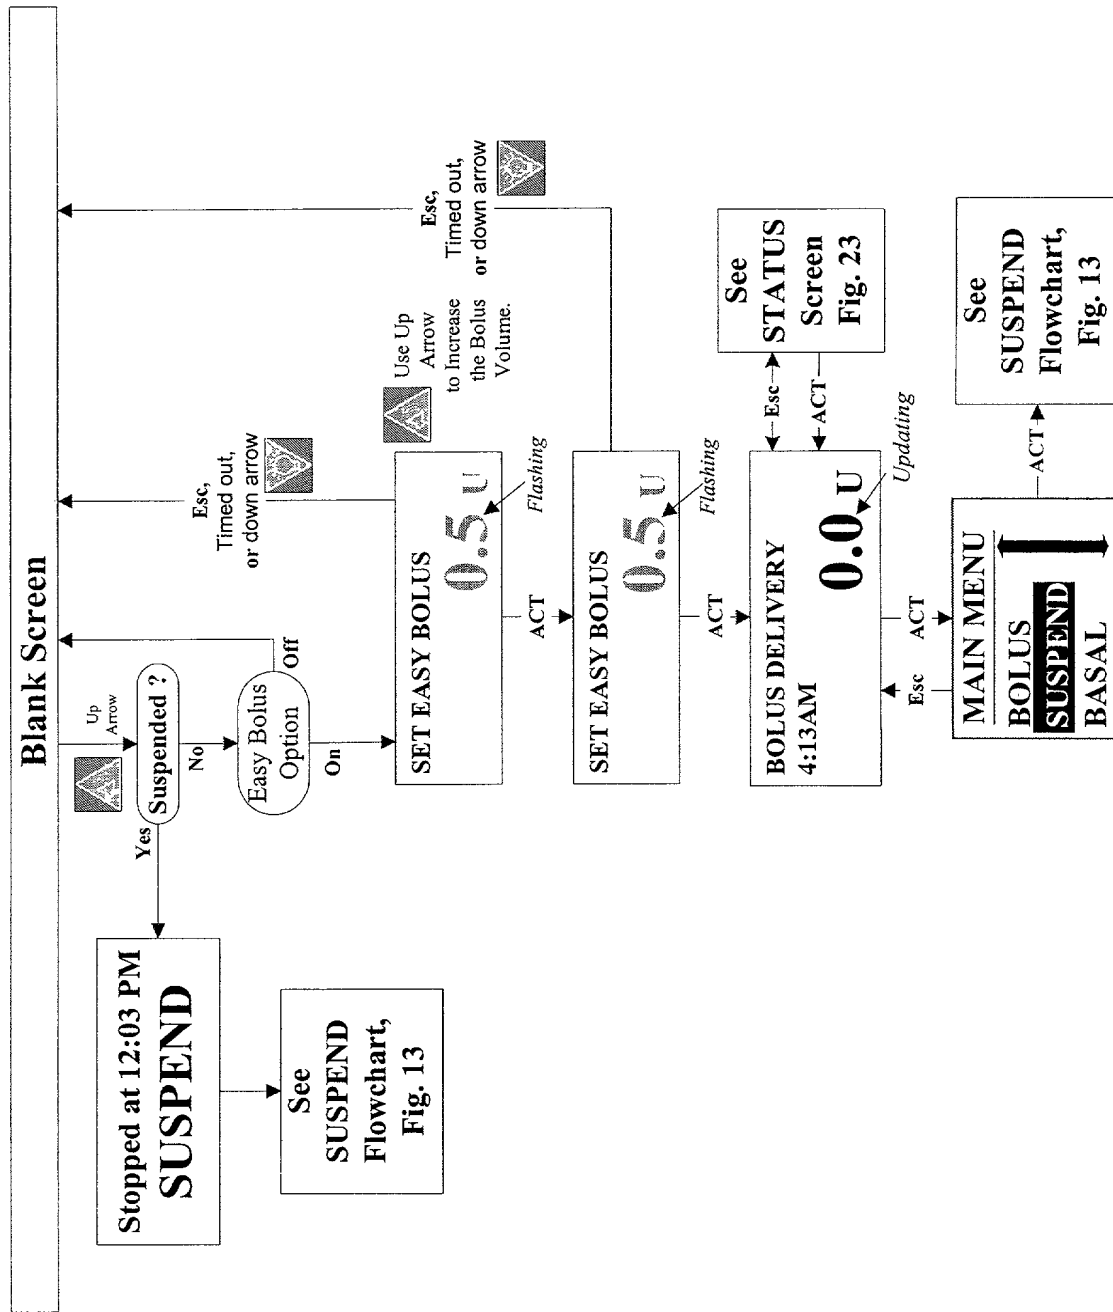 Blank Screen
Up
Arrow
Suspended ?
Yes
No
Stopped at 12:03 PM
SUSPEND
See
SUSPEND
Flowchart,
Fig. 13
Easy Bolus
Option
Off
On
Esc,
Timed out,
or down arrow
Esc,
Timed out,
or down arrow
SET EASY BOLUS
0.5 U
Flashing
Use Up
Arrow
to Increase
the Bolus
Volume.
ACT
SET EASY BOLUS
0.5 U
Flashing
ACT
BOLUS DELIVERY
4:13AM
0.0 U
Updating
Esc
ACT
See
STATUS
Screen
Fig. 23
Esc
ACT
MAIN MENU
BOLUS
SUSPEND
BASAL
ACT
See
SUSPEND
Flowchart,
Fig. 13